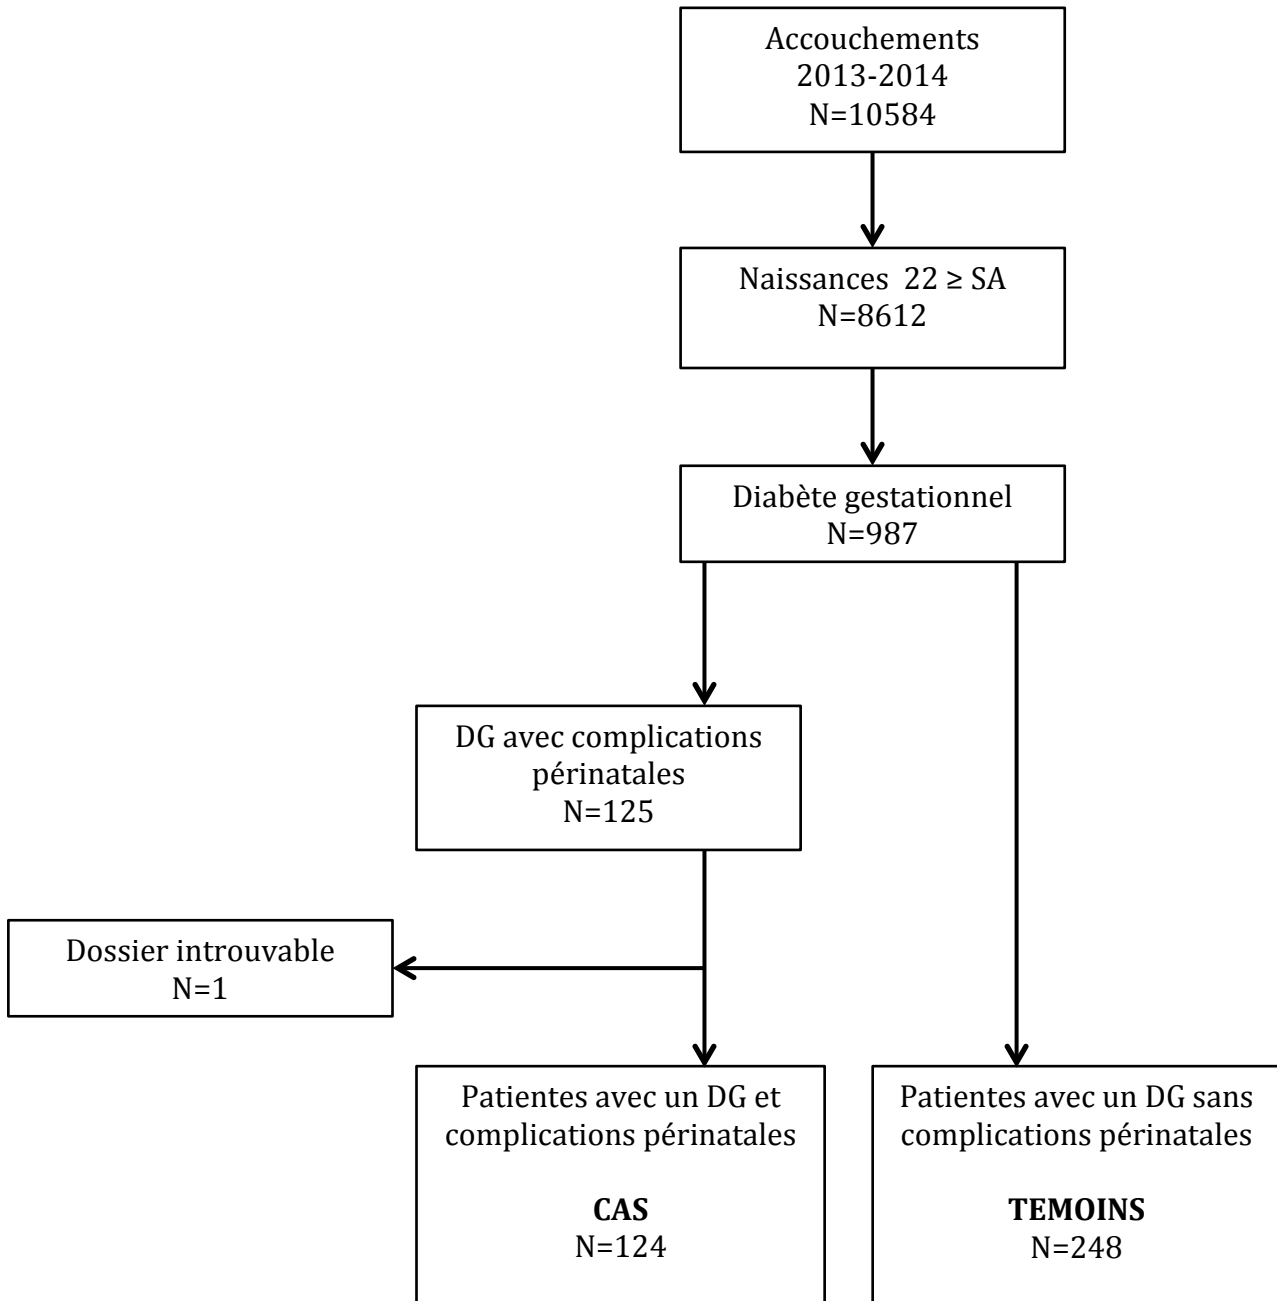 Accouchements
2013-2014
N=10584
Naissances 22 ≥ SA
N=8612
Diabète gestationnel
N=987
DG avec complications
périnatales
N=125
Dossier introuvable
N=1
Patientes avec un DG et
complications périnatales
CAS
N=124
Patientes avec un DG sans
complications périnatales
TEMOINS
N=248